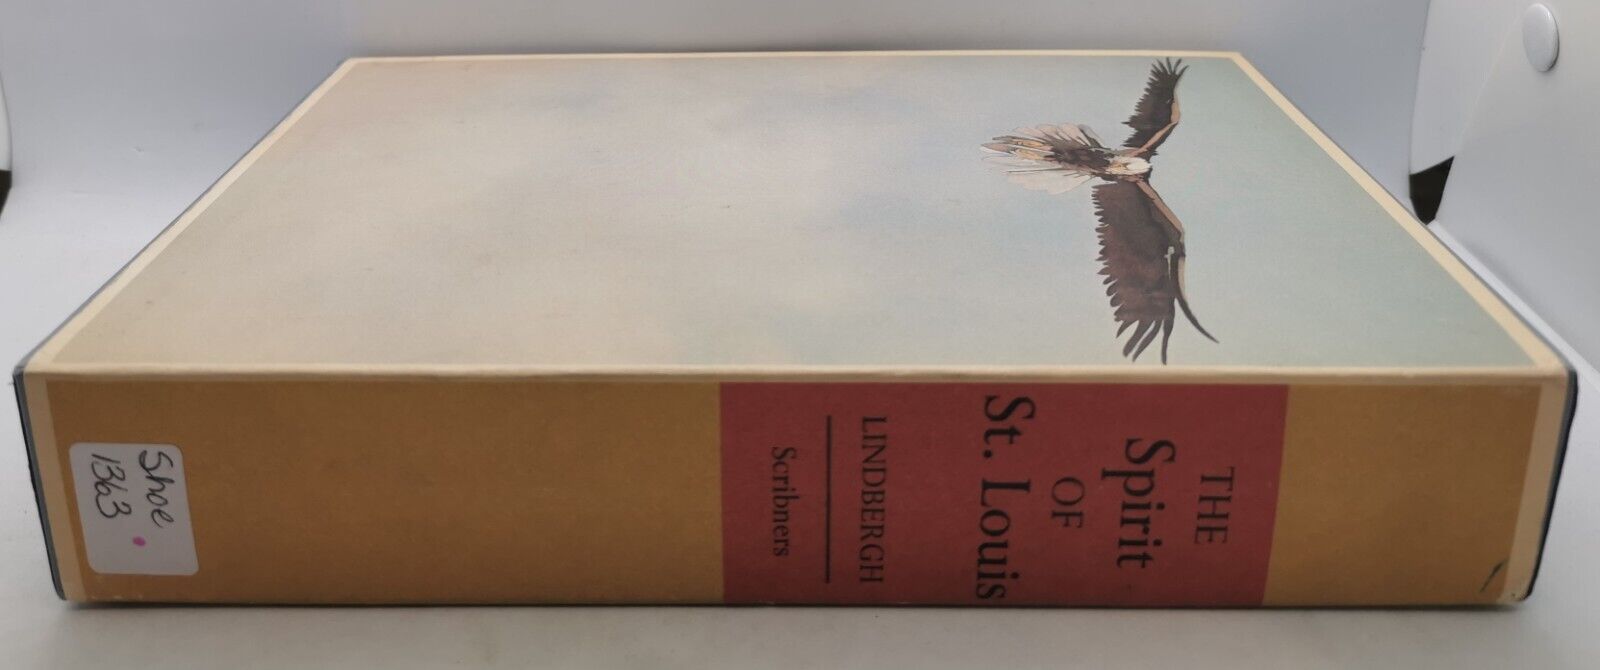 THE
Spirit
OF
St. Louis
LINDBERGH
Scribners
Shoe
1363